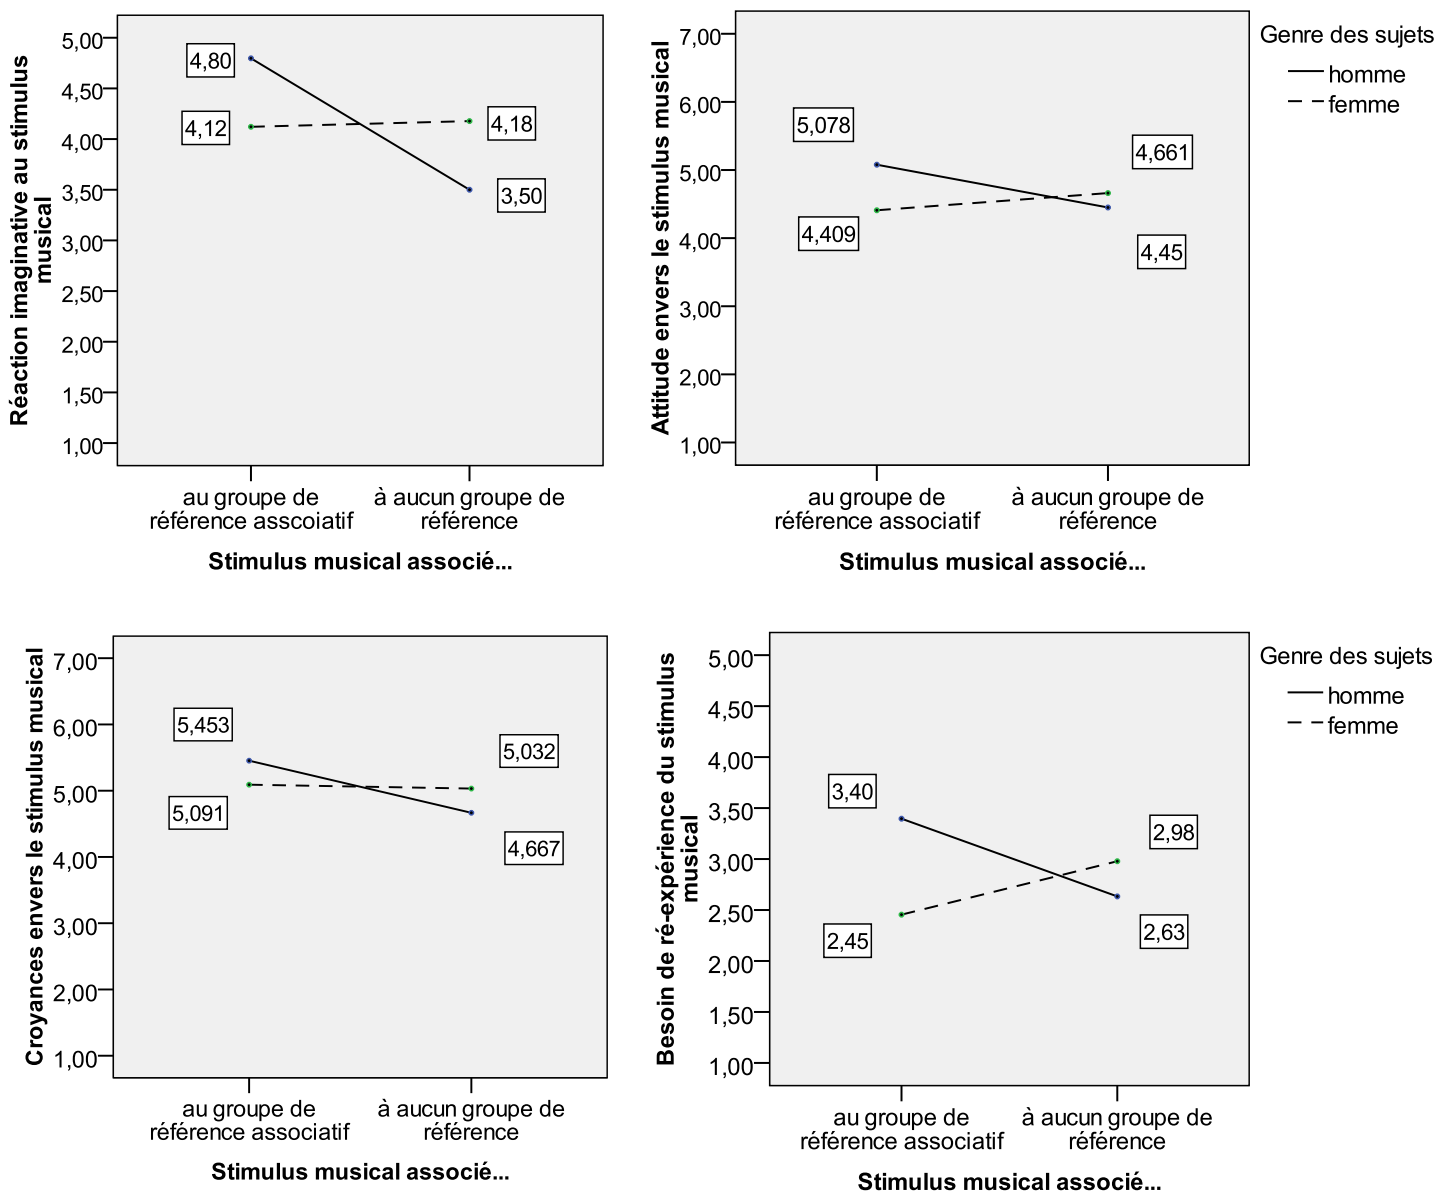 Réaction imaginative au stimulus
musical
5,00
4,50
4,00
3,50
3,00
2,50
2,00
1,50
1,00
4,80
4,12
4,18
3,50
au groupe de
référence asscoiatif
à aucun groupe de
référence
Stimulus musical associé...
Attitude envers le stimulus musical
7,00
6,00
5,00
4,00
3,00
2,00
1,00
5,078
4,409
4,661
4,45
au groupe de
référence associatif
à aucun groupe de
référence
Stimulus musical associé...
Genre des sujets
homme
femme
Croyances envers le stimulus musical
7,00
6,00
5,00
4,00
3,00
2,00
1,00
5,453
5,091
5,032
4,667
au groupe de
référence associatif
à aucun groupe de
référence
Stimulus musical associé...
Besoin de ré-expérience du stimulus
musical
5,00
4,50
4,00
3,50
3,00
2,50
2,00
1,50
1,00
3,40
2,45
2,98
2,63
au groupe de
référence associatif
à aucun groupe de
référence
Stimulus musical associé...
Genre des sujets
homme
femme